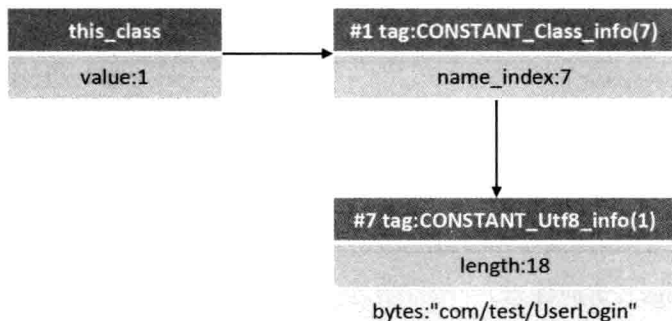 this_class
value:1
#1 tag:CONSTANT_Class_info(7)
name_index:7
#7 tag:CONSTANT_Utf8_info(1)
length:18
bytes:"com/test/UserLogin"